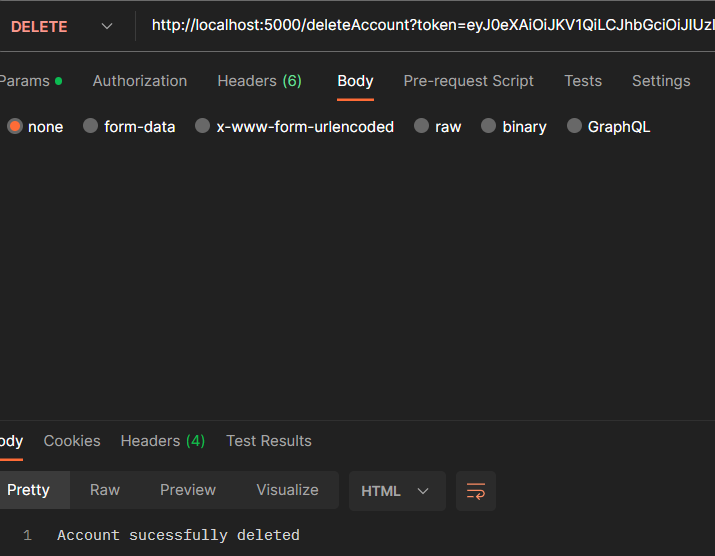 DELETE http://localhost:5000/deleteAccount?token=eyJ0eXAiOiJKV1QiLCJhbGciOiJIUzI
Params Authorization Headers (6) Body Pre-request Script Tests Settings
none form-data x-www-form-urlencoded raw binary GraphQL
ody Cookies Headers (4) Test Results
Pretty Raw Preview Visualize HTML
1 Account sucessfully deleted